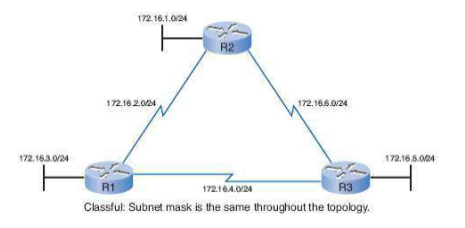 172.16.1.0/24
R2
172.16.2.0/24
172.16.6.0/24
172.16.3.0/24
172.16.5.0/24
R1
R3
172.16.4.0/24
Classful: Subnet mask is the same throughout the topology.